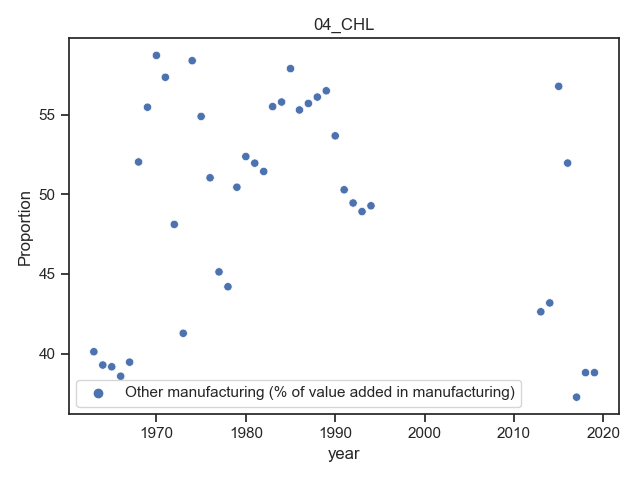 04_CHL
Proportion
55
50
45
40
Other manufacturing (% of value added in manufacturing)
1970
1980
1990
2000
2010
2020
year